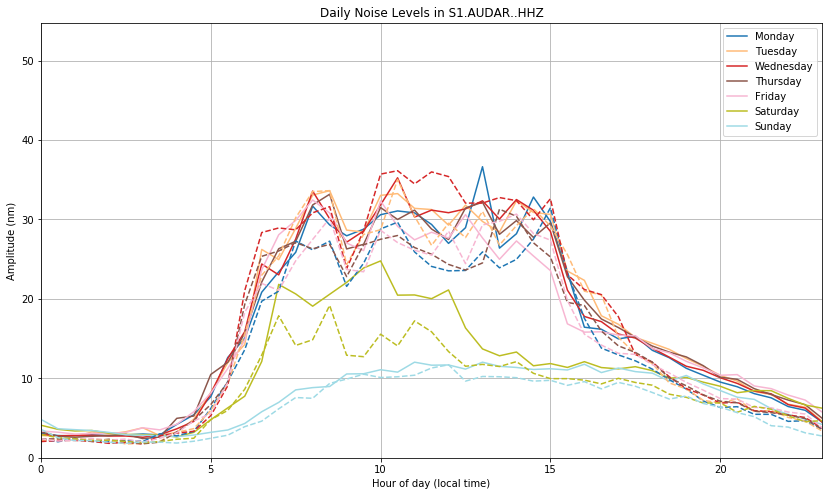 Daily Noise Levels in S1.AUDAR..HHZ
Amplitude (nm)
50
40
30
20
10
0
Monday
Tuesday
Wednesday
Thursday
Friday
Saturday
Sunday
0 5 10 15 20
Hour of day (local time)